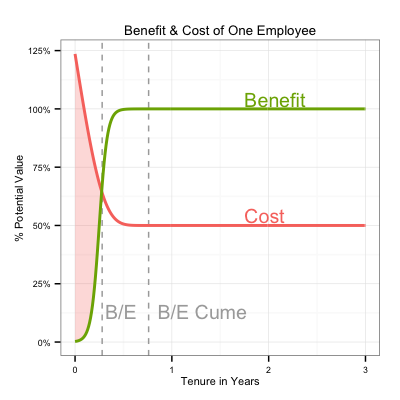 Benefit & Cost of One Employee
125%
100%
75%
50%
25%
0%
% Potential Value
Benefit
Cost
B/E
B/E Cume
0
1
2
3
Tenure in Years